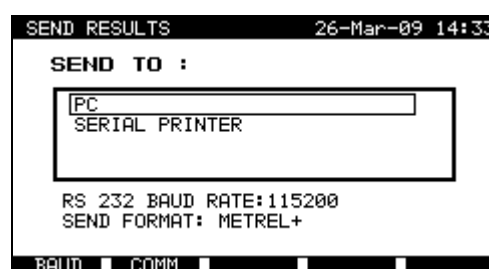 SEND RESULTS 26-Mar-09 14:33
SEND TO :
PC
SERIAL PRINTER
RS 232 BAUD RATE:115200
SEND FORMAT: METREL+
BAUD COMM